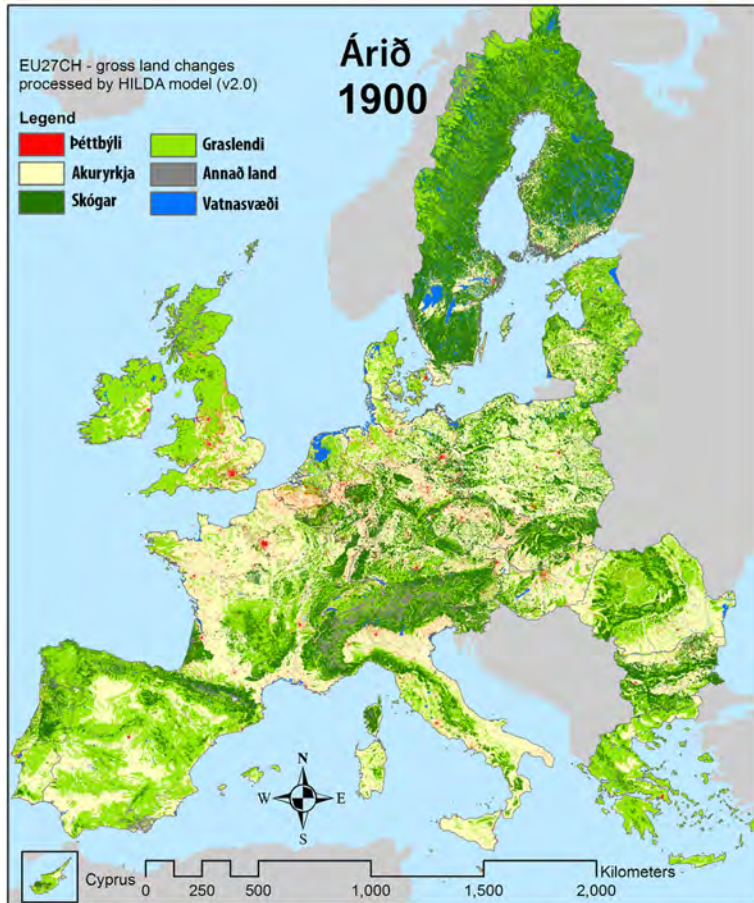 EU27CH - gross land changes
processed by HILDA model (v2.0)
Árið
1900
Legend
Þéttbýli
Graslendi
Akuryrkja
Annað land
Skógar
Vatnasvæði
N
W
E
S
Cyprus
Kilometers
0
250
500
1,000
1,500
2,000